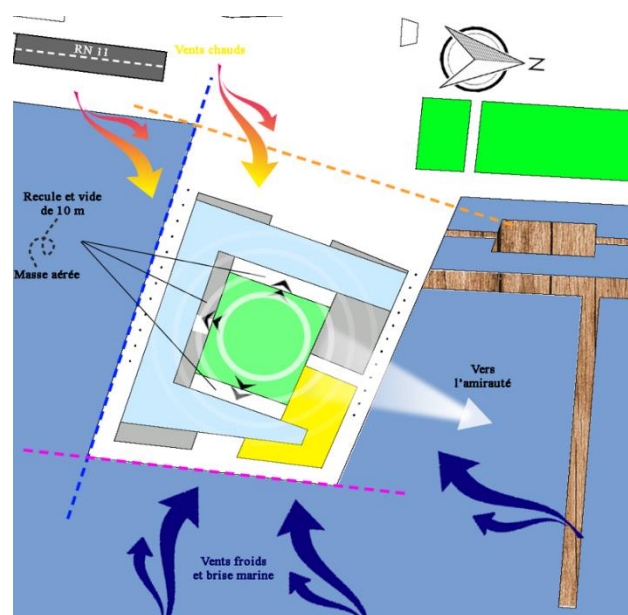 RN 11
Vents chauds
N
Recule et vide
de 10 m
Masse aérée
Vers
l'amirauté
Vents froids
et brise marine